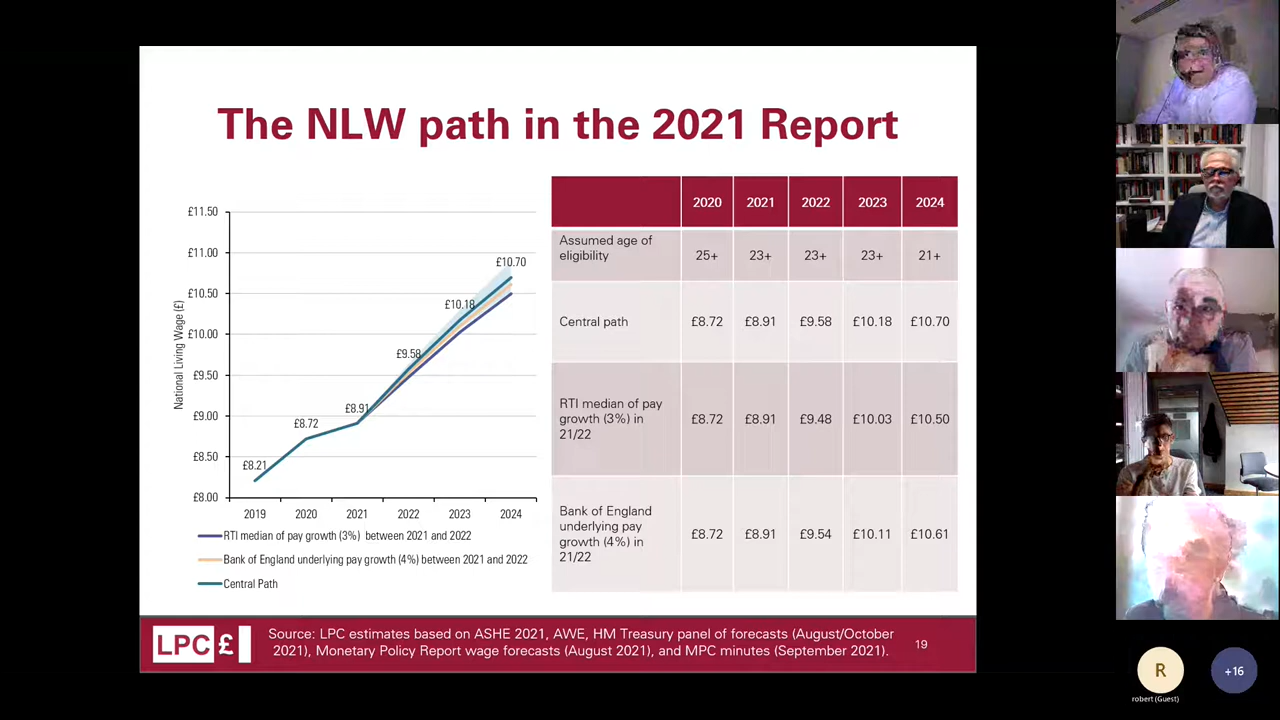 The NLW path in the 2021 Report
£11.50
£11.00
£10.50
£10.00
£9.50
£9.00
£8.50
£8.00
National Living Wage (£)
£8.21
£8.72
£8.91
£9.58
£10.18
£10.70
2019 2020 2021 2022 2023 2024
RTI median of pay growth (3%) between 2021 and 2022
Bank of England underlying pay growth (4%) between 2021 and 2022
Central Path
2020 2021 2022 2023 2024
Assumed age of
eligibility 25+ 23+ 23+ 23+ 21+
Central path £8.72 £8.91 £9.58 £10.18 £10.70
RTI median of pay
growth (3%) in £8.72 £8.91 £9.48 £10.03 £10.50
21/22
Bank of England
underlying pay £8.72 £8.91 £9.54 £10.11 £10.61
growth (4%) in
21/22
LPC £
Source: LPC estimates based on ASHE 2021, AWE, HM Treasury panel of forecasts (August/October
2021), Monetary Policy Report wage forecasts (August 2021), and MPC minutes (September 2021).
19
R
robert (Guest)
+16